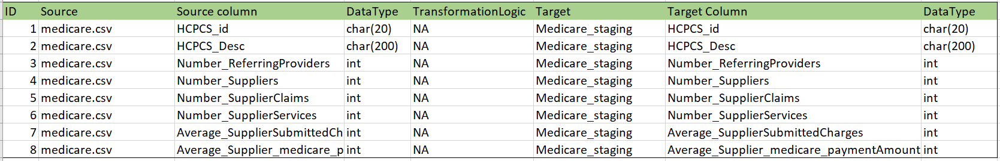 ID Source Source column DataType TransformationLogic Target Target Column DataType
1 medicare.csv HCPCS_id char(20) NA Medicare_staging HCPCS_id char(20)
2 medicare.csv HCPCS_Desc char(200) NA Medicare_staging HCPCS_Desc char(200)
3 medicare.csv Number_ReferringProviders int NA Medicare_staging Number_ReferringProviders int
4 medicare.csv Number_Suppliers int NA Medicare_staging Number_Suppliers int
5 medicare.csv Number_SupplierClaims int NA Medicare_staging Number_SupplierClaims int
6 medicare.csv Number_SupplierServices int NA Medicare_staging Number_SupplierServices int
7 medicare.csv Average_SupplierSubmittedCh int NA Medicare_staging Average_SupplierSubmittedCharges int
8 medicare.csv Average_Supplier_medicare_p int NA Medicare_staging Average_Supplier_medicare_paymentAmount int